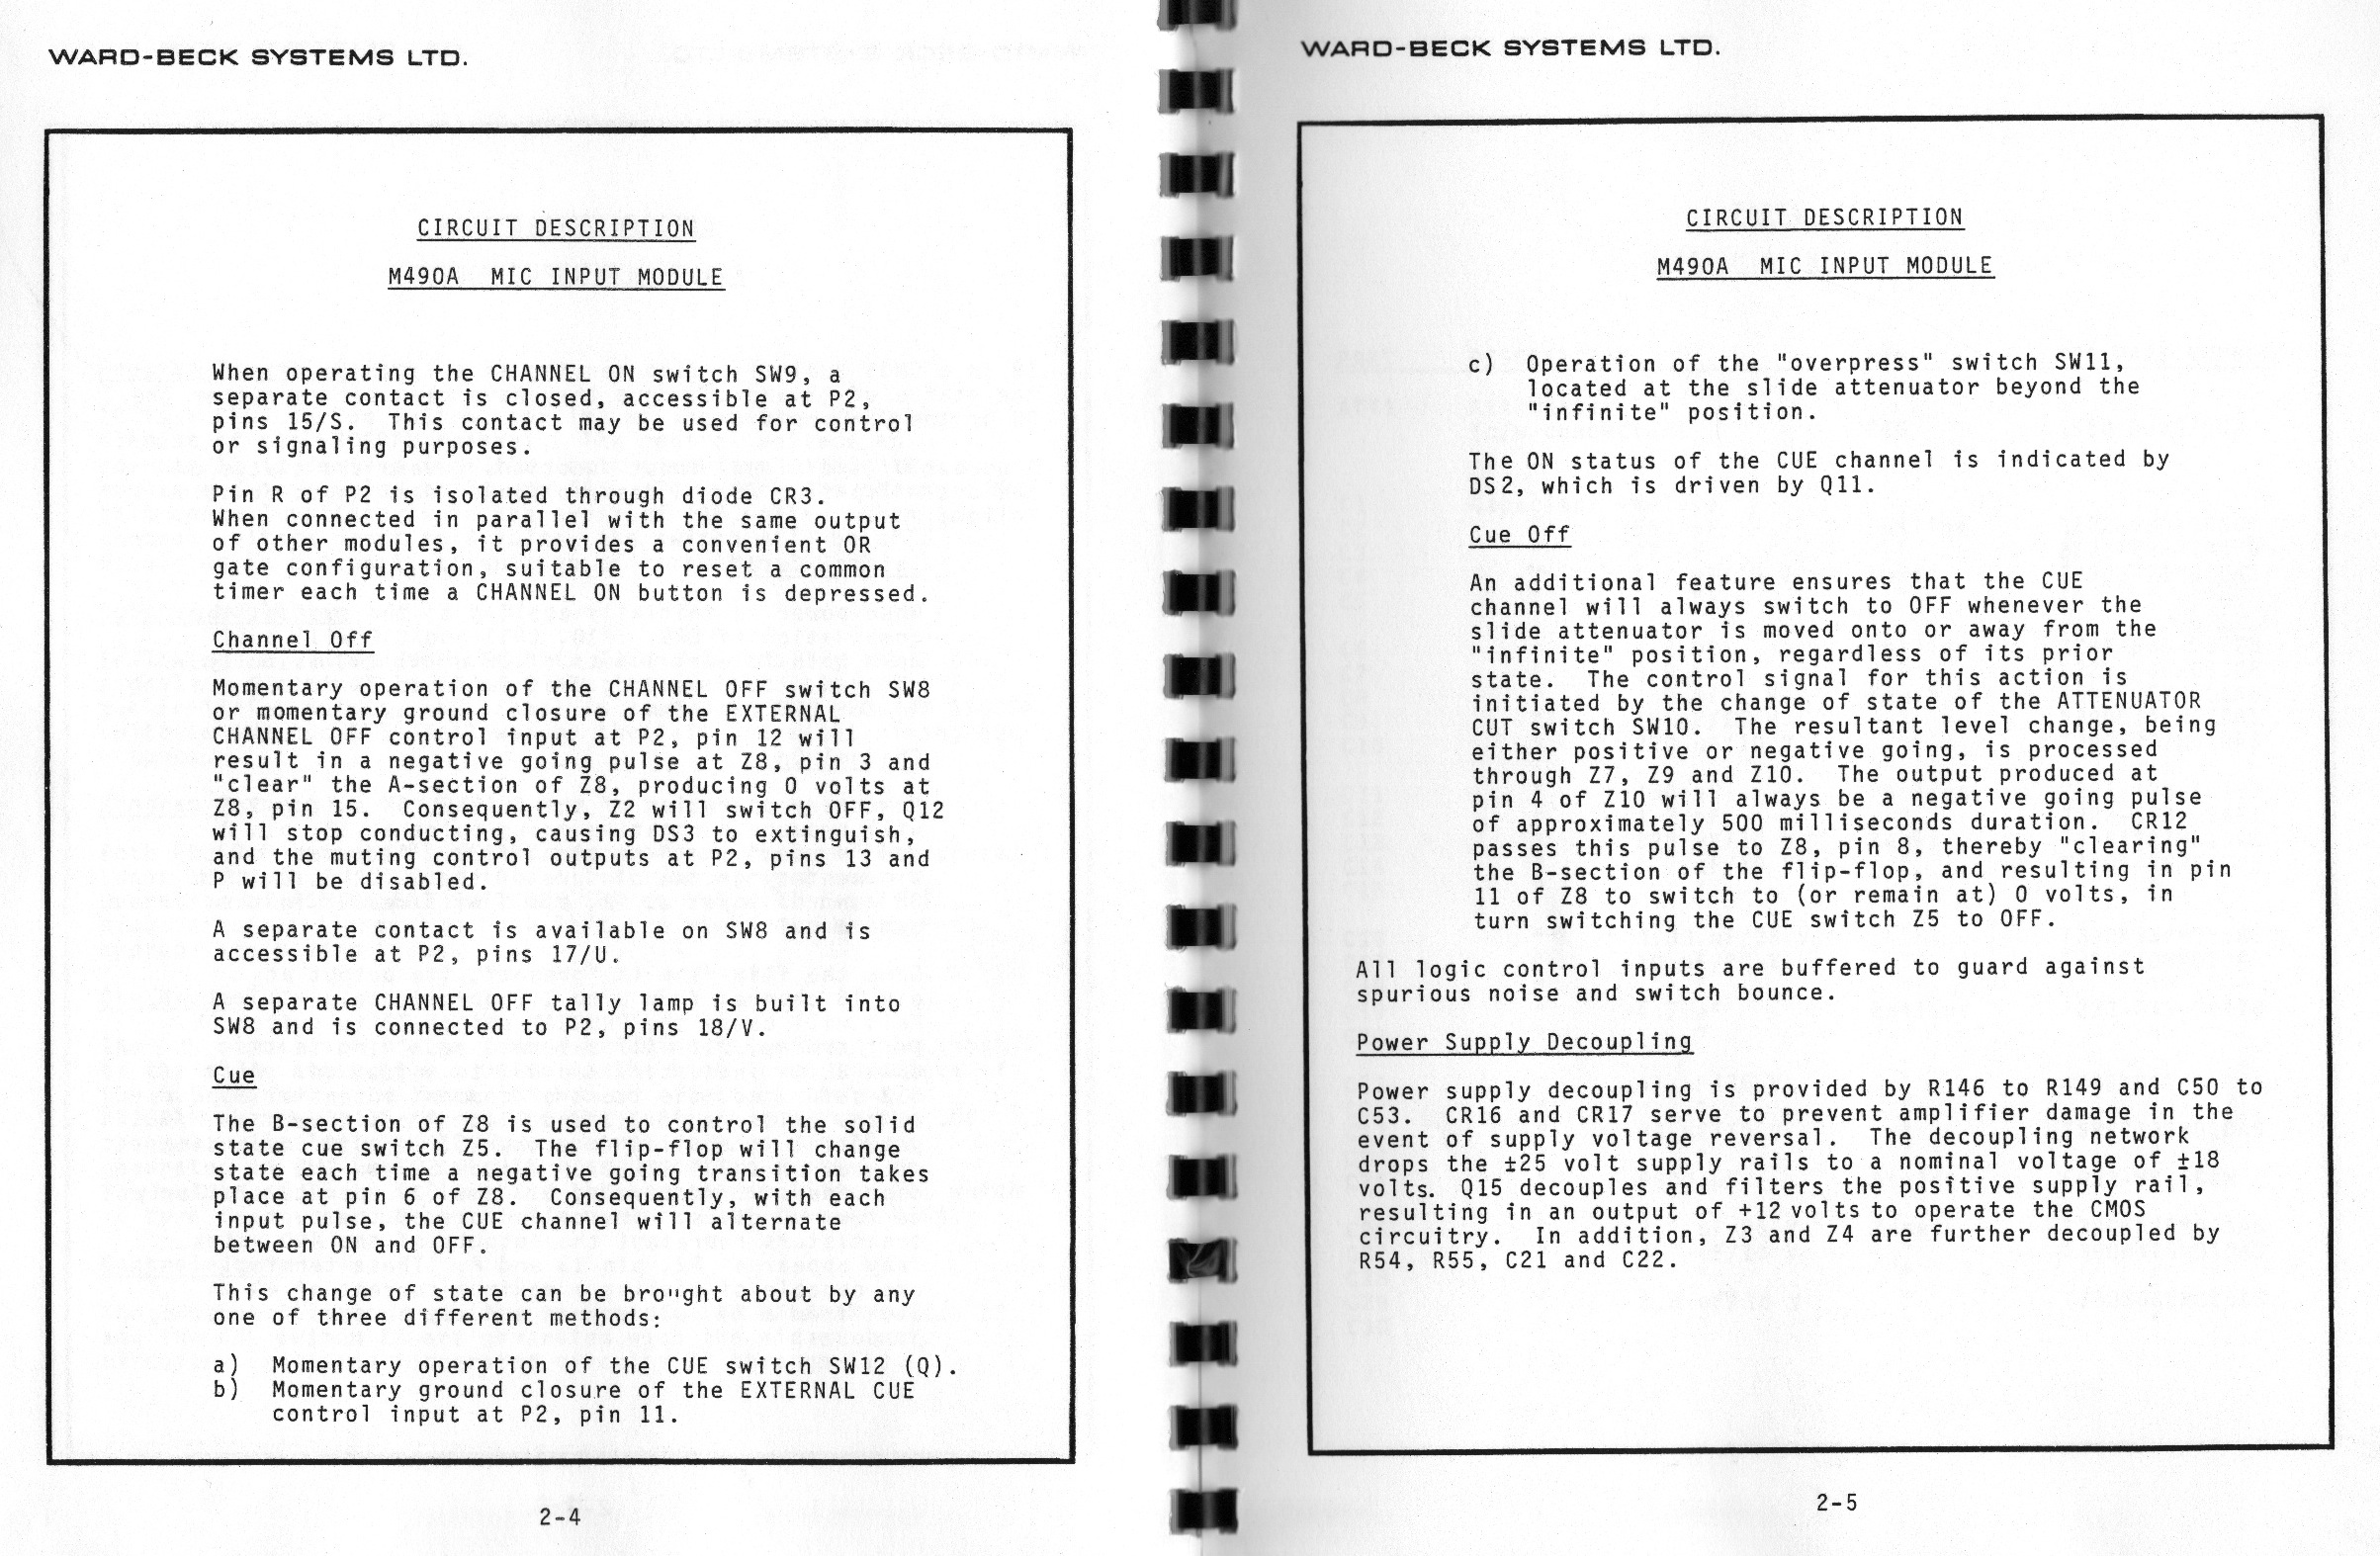 WARD-BECK SYSTEMS LTD.
CIRCUIT DESCRIPTION
M490A MIC INPUT MODULE
When operating the CHANNEL ON switch SW9, a
separate contact is closed, accessible at P2,
pins 15/S. This contact may be used for control
or signaling purposes.
Pin R of P2 is isolated through diode CR3.
When connected in parallel with the same output
of other modules, it provides a convenient OR
gate configuration, suitable to reset a common
timer each time a CHANNEL ON button is depressed.
Channel Off
Momentary operation of the CHANNEL OFF switch SW8
or momentary ground closure of the EXTERNAL
CHANNEL OFF control input at P2, pin 12 will
result in a negative going pulse at Z8, pin 3 and
"clear" the A-section of Z8, producing 0 volts at
Z8, pin 15. Consequently, Z2 will switch OFF, Q12
will stop conducting, causing DS3 to extinguish,
and the muting control outputs at P2, pins 13 and
P will be disabled.
A separate contact is available on SW8 and is
accessible at P2, pins 17/U.
A separate CHANNEL OFF tally lamp is built into
SW8 and is connected to P2, pins 18/V.
Cue
The B-section of Z8 is used to control the solid
state cue switch Z5. The flip-flop will change
state each time a negative going transition takes
place at pin 6 of Z8. Consequently, with each
input pulse, the CUE channel will alternate
between ON and OFF.
This change of state can be brought about by any
one of three different methods:
a) Momentary operation of the CUE switch SW12 (Q).
b) Momentary ground closure of the EXTERNAL CUE
control input at P2, pin 11.
2-4
WARD-BECK SYSTEMS LTD.
CIRCUIT DESCRIPTION
M490A MIC INPUT MODULE
c) Operation of the "overpress" switch SW11,
located at the slide attenuator beyond the
"infinite" position.
The ON status of the CUE channel is indicated by
DS2, which is driven by Q11.
Cue Off
An additional feature ensures that the CUE
channel will always switch to OFF whenever the
slide attenuator is moved onto or away from the
"infinite" position, regardless of its prior
state. The control signal for this action is
initiated by the change of state of the ATTENUATOR
CUT switch SW10. The resultant level change, being
either positive or negative going, is processed
through Z7, Z9 and Z10. The output produced at
pin 4 of Z10 will always be a negative going pulse
of approximately 500 milliseconds duration. CR12
passes this pulse to Z8, pin 8, thereby "clearing"
the B-section of the flip-flop, and resulting in pin
11 of Z8 to switch to (or remain at) 0 volts, in
turn switching the CUE switch Z5 to OFF.
All logic control inputs are buffered to guard against
spurious noise and switch bounce.
Power Supply Decoupling
Power supply decoupling is provided by R146 to R149 and C50 to
C53. CR16 and CR17 serve to prevent amplifier damage in the
event of supply voltage reversal. The decoupling network
drops the ±25 volt supply rails to a nominal voltage of ±18
volts. Q15 decouples and filters the positive supply rail,
resulting in an output of +12 volts to operate the CMOS
circuitry. In addition, Z3 and Z4 are further decoupled by
R54, R55, C21 and C22.
2-5